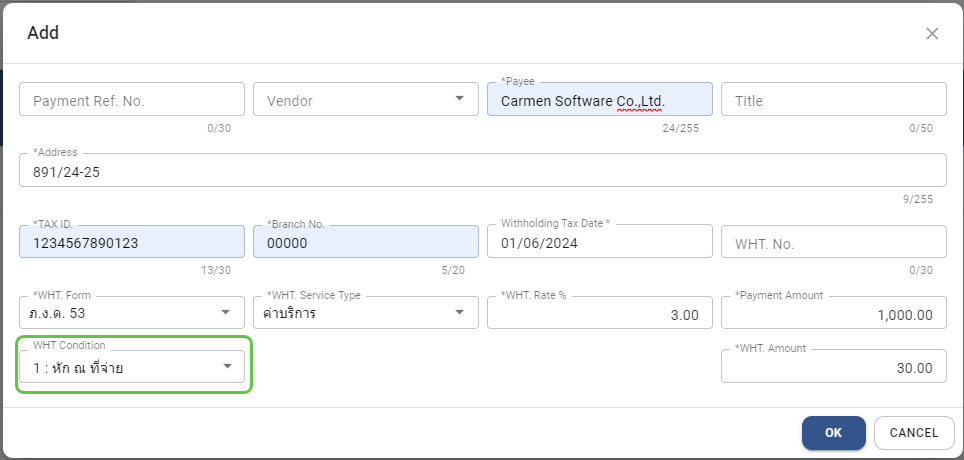 Add
*Payee
Payment Ref. No. Vendor Carmen Software Co.,Ltd. Title
0/30 24/255 0/50
*Address
891/24-25
9/255
*TAX ID. *Branch No. Withholding Tax Date *
1234567890123 00000 01/06/2024 WHT. No.
13/30 5/20 0/30
*WHT. Form *WHT. Service Type *WHT. Rate % *Payment Amount
ภ.ง.ด. 53 ค่าบริการ 3.00 1,000.00
WHT Condition *WHT. Amount
1 : หัก ณ ที่จ่าย 30.00
OK CANCEL